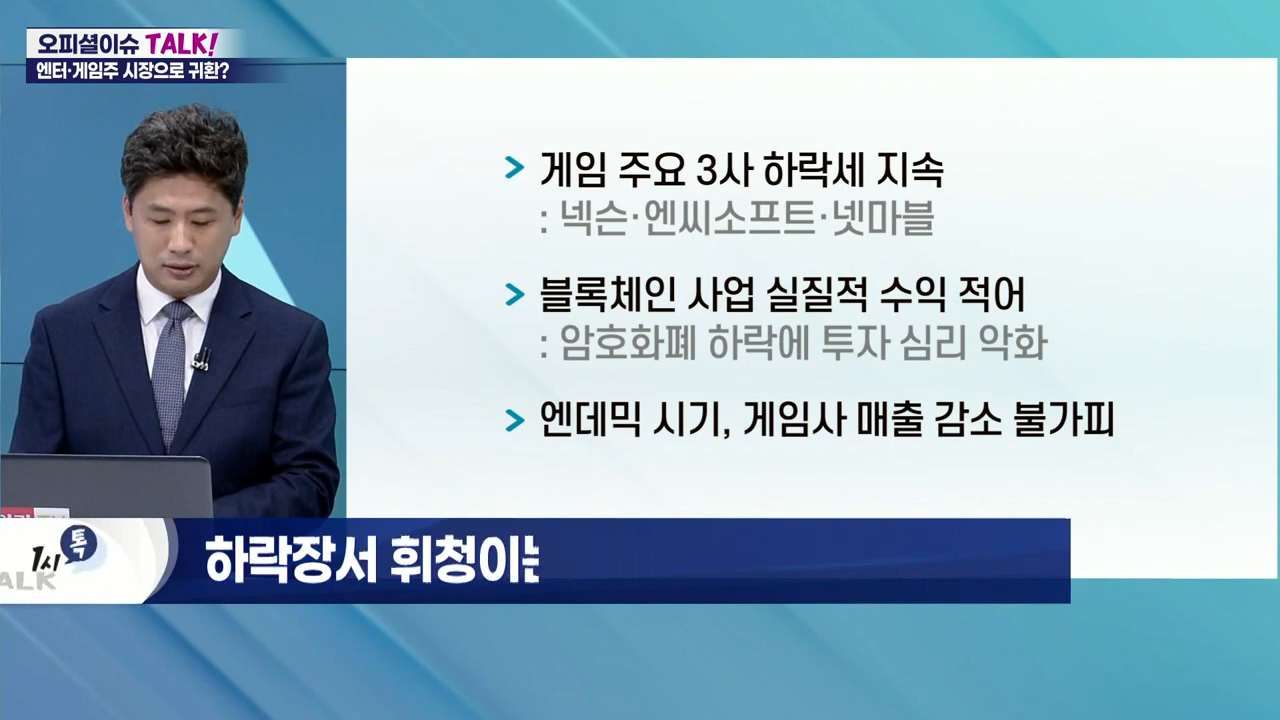 오피셜이슈 TALK!
엔터·게임주 시장으로 귀환?
> 게임 주요 3사 하락세 지속
: 넥슨·엔씨소프트·넷마블
> 블록체인 사업 실질적 수익 적어
: 암호화폐 하락에 투자 심리 악화
> 엔데믹 시기, 게임사 매출 감소 불가피
1시 톡
ALK
하락장서 휘청이는